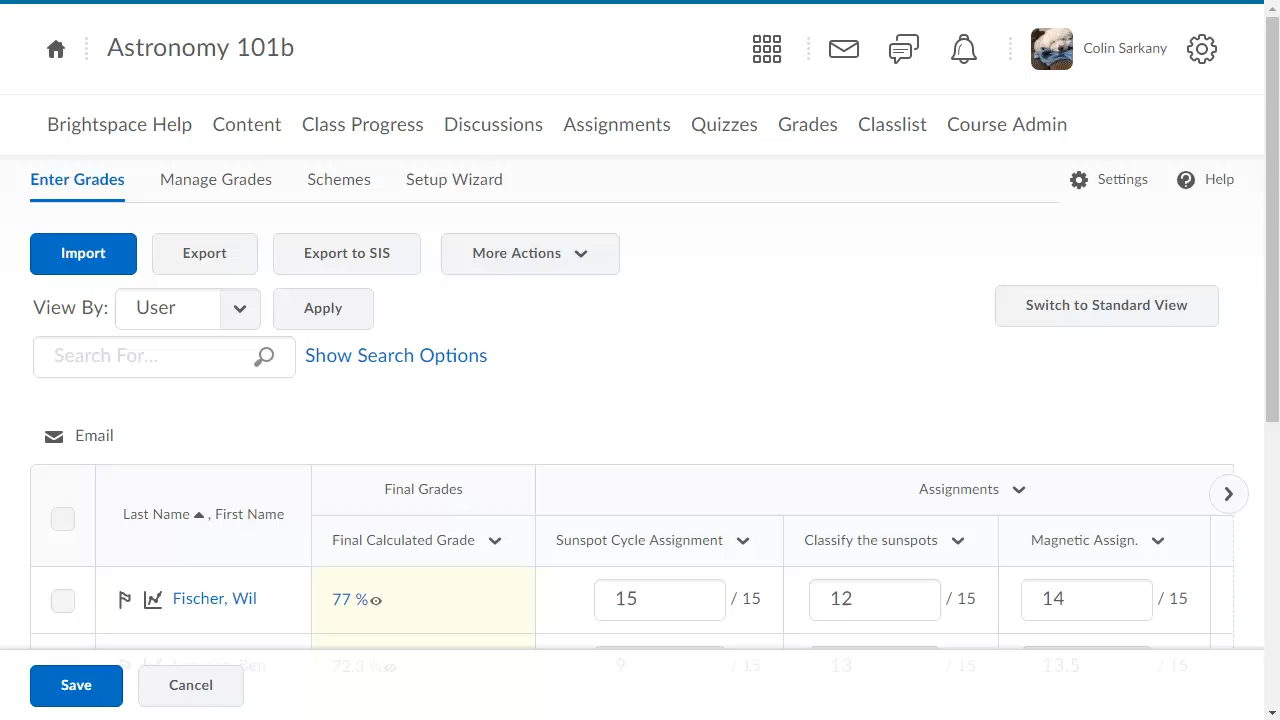 Astronomy 101b
Colin Sarkany
Brightspace Help Content Class Progress Discussions Assignments Quizzes Grades Classlist Course Admin
Enter Grades Manage Grades Schemes Setup Wizard Settings Help
Import Export Export to SIS More Actions
View By: User Apply Switch to Standard View
Search For... Show Search Options
Email
Final Grades Assignments
Last Name , First Name
Final Calculated Grade Sunspot Cycle Assignment Classify the sunspots Magnetic Assign.
Fischer, Wil 77 % 15 / 15 12 / 15 14 / 15
Ben 72.3 % 9 / 15 13 / 15 13.5 / 15
Save Cancel